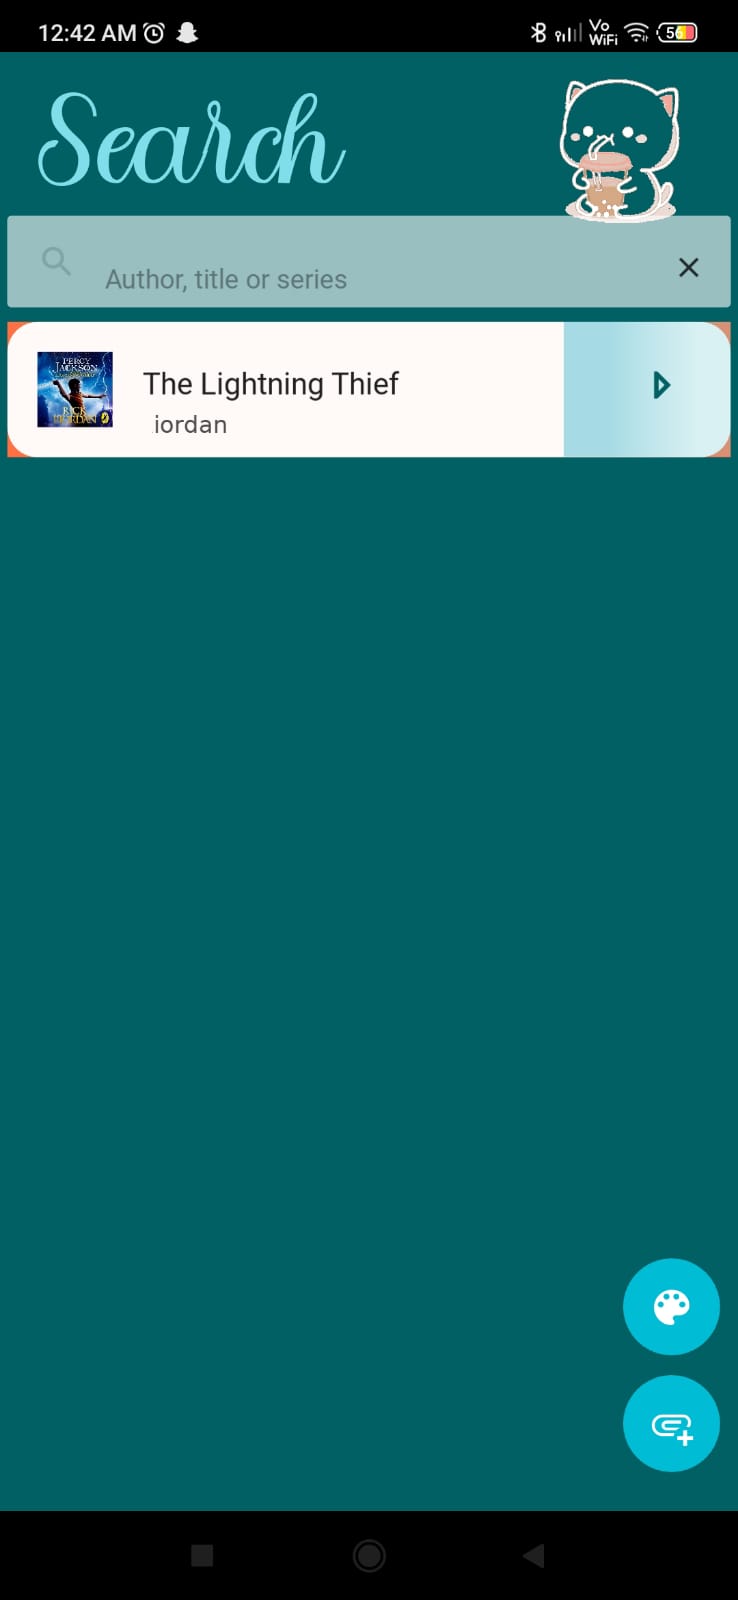 12:42 AM
Vo
WiFi
56
Search
Author, title or series
PERCY
JACKSON
RICK
RIORDAN
The Lightning Thief
iordan